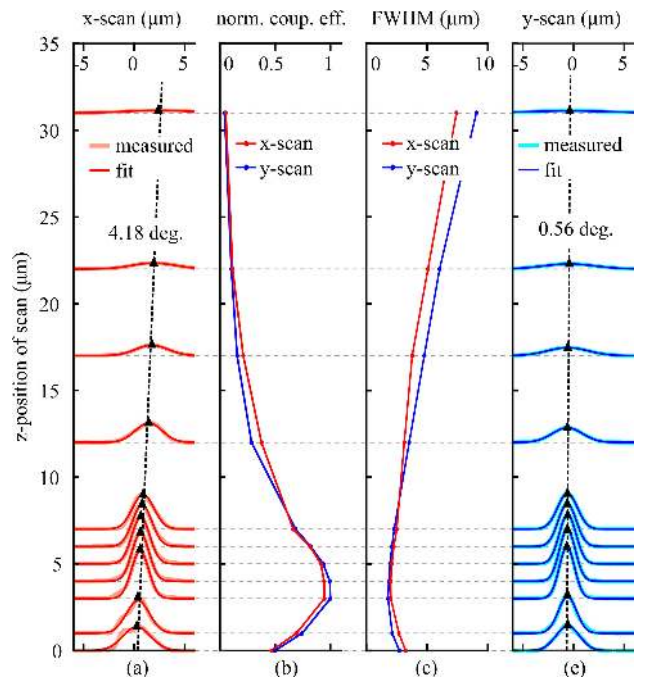 x-scan (μm) norm. coup. eff. FWHM (μm) y-scan (μm)
-5 0 5 0 0.5 1 0 5 10 -5 0 5
35
30
25
20
15
10
5
0
z-position of scan (μm)
measured
fit
4.18 deg.
x-scan
y-scan
x-scan
y-scan
measured
fit
0.56 deg.
(a) (b) (c) (e)